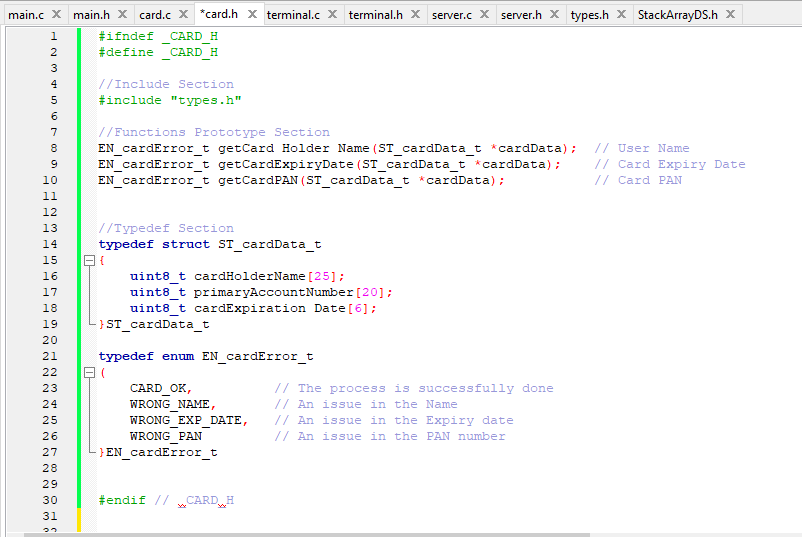 main.c main.h card.c *card.h terminal.c terminal.h server.c server.h types.h StackArrayDS.h
1 #ifndef _CARD_H
2 #define _CARD_H
3
4 //Include Section
5 #include "types.h"
6
7 //Functions Prototype Section
8 EN_cardError_t getCard Holder Name(ST_cardData_t *cardData); // User Name
9 EN_cardError_t getCardExpiryDate(ST_cardData_t *cardData); // Card Expiry Date
10 EN_cardError_t getCardPAN(ST_cardData_t *cardData); // Card PAN
11
12
13 //Typedef Section
14 typedef struct ST_cardData_t
15 {
16 uint8_t cardHolderName[25];
17 uint8_t primaryAccountNumber[20];
18 uint8_t cardExpiration Date[6];
19 }ST_cardData_t
20
21 typedef enum EN_cardError_t
22 (
23 CARD_OK, // The process is successfully done
24 WRONG_NAME, // An issue in the Name
25 WRONG_EXP_DATE, // An issue in the Expiry date
26 WRONG_PAN // An issue in the PAN number
27 }EN_cardError_t
28
29
30 #endif // _CARD_H
31
32